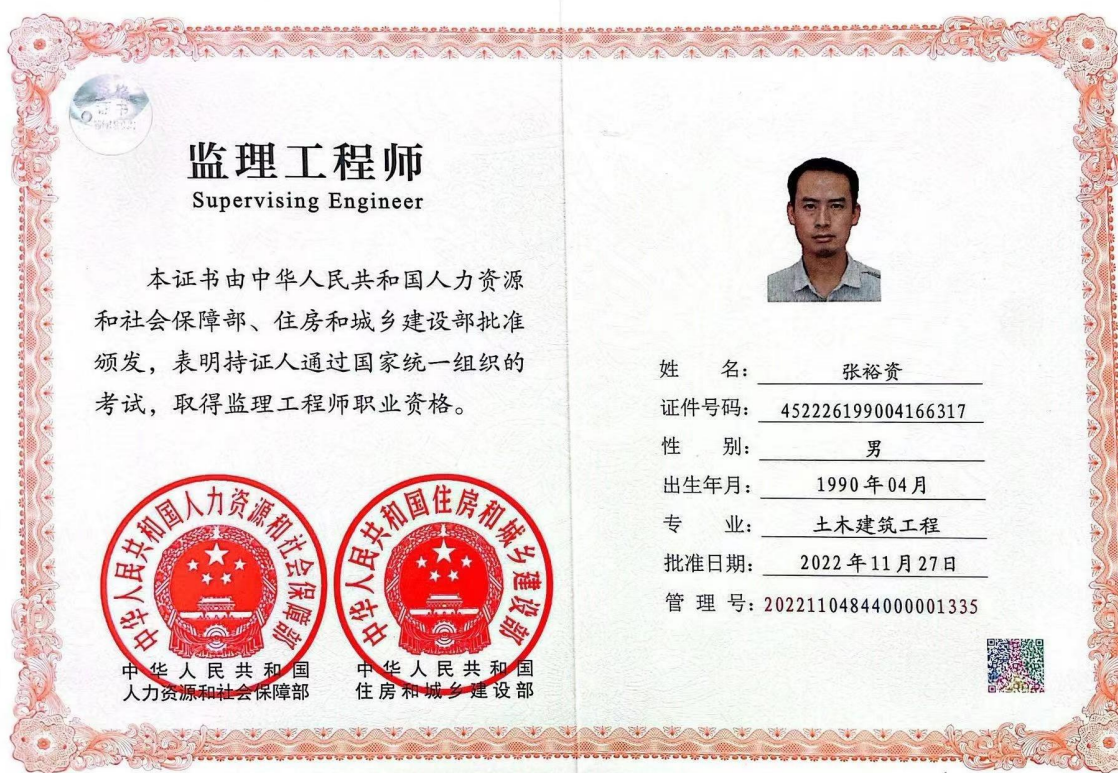 证书
监理工程师
Supervising Engineer
本证书由中华人民共和国人力资源
和社会保障部、住房和城乡建设部批准
颁发，表明持证人通过国家统一组织的
考试，取得监理工程师职业资格。
中华人民共和国人力资源和社会保障部
中华人民共和国住房和城乡建设部
中华人民共和国
人力资源和社会保障部
中华人民共和国
住房和城乡建设部
姓 名： 张裕资
证件号码： 452226199004166317
性 别： 男
出生年月： 1990年04月
专 业： 土木建筑工程
批准日期： 2022年11月27日
管 理 号： 20221104844000001335